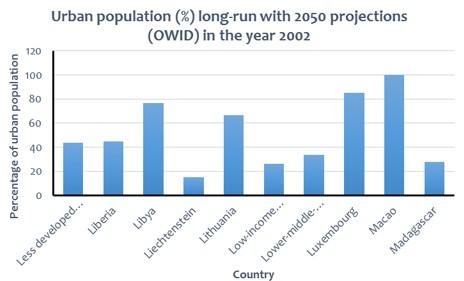 Urban population (%) long-run with 2050 projections
(OWID) in the year 2002
Percentage of urban population
120
100
80
60
40
20
0
Less developed...
Liberia
Libya
Liechtenstein
Lithuania
Low-income...
Lower-middle-...
Luxembourg
Macao
Madagascar
Country